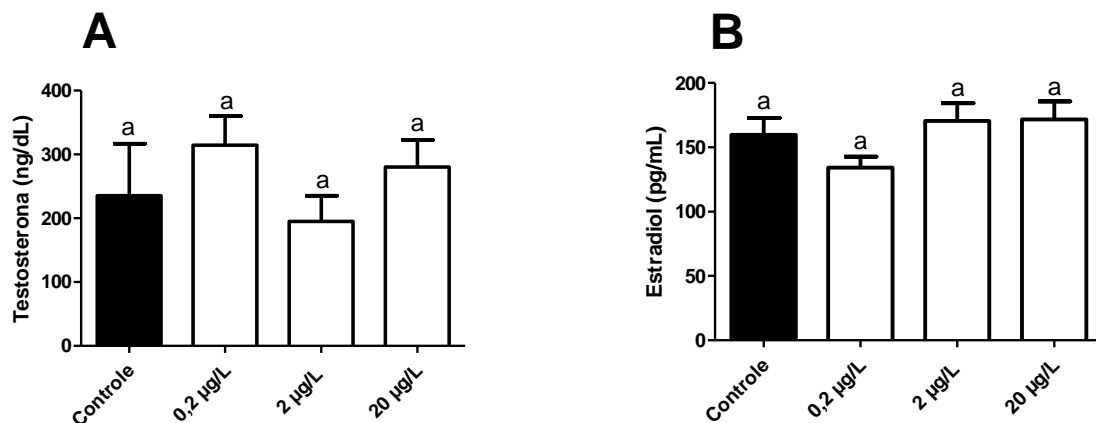 A
Testosterona (ng/dL)
400
300
200
100
0
a
a
a
a
Controle
0,2 µg/L
2 µg/L
20 µg/L
B
Estradiol (pg/mL)
200
150
100
50
0
a
a
a
a
Controle
0,2 µg/L
2 µg/L
20 µg/L